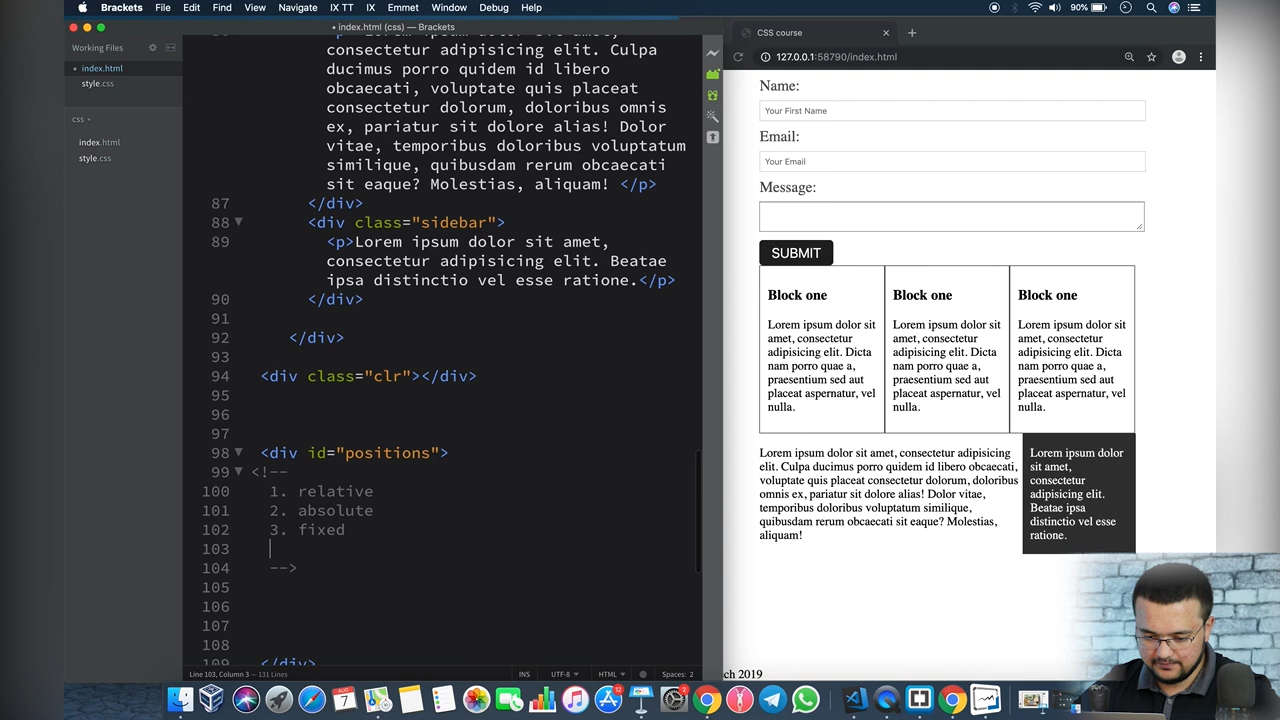 Brackets File Edit Find View Navigate IX TT IX Emmet Window Debug Help 90%
• index.html (css) — Brackets
Working Files
• index.html
style.css
css
index.html
style.css
consectetur adipisicing elit. Culpa
ducimus porro quidem id libero
obcaecati, voluptate quis placeat
consectetur dolorum, doloribus omnis
ex, pariatur sit dolore alias! Dolor
vitae, temporibus doloribus voluptatum
similique, quibusdam rerum obcaecati
sit eaque? Molestias, aliquam! </p>
87 </div>
88 <div class="sidebar">
89 <p>Lorem ipsum dolor sit amet,
consectetur adipisicing elit. Beatae
ipsa distinctio vel esse ratione.</p>
90 </div>
91
92 </div>
93
94 <div class="clr"></div>
95
96
97
98 <div id="positions">
99 <!--
100 1. relative
101 2. absolute
102 3. fixed
103
104 -->
105
106
107
108
109 </div>
Line 103, Column 3 — 131 Lines INS UTF-8 HTML Spaces: 2
CSS course
127.0.0.1:58790/index.html
Name:
Your First Name
Email:
Your Email
Message:
SUBMIT
Block one Block one Block one
Lorem ipsum dolor sit Lorem ipsum dolor sit Lorem ipsum dolor sit
amet, consectetur amet, consectetur amet, consectetur
adipisicing elit. Dicta adipisicing elit. Dicta adipisicing elit. Dicta
nam porro quae a, nam porro quae a, nam porro quae a,
praesentium sed aut praesentium sed aut praesentium sed aut
placeat aspernatur, vel placeat aspernatur, vel placeat aspernatur, vel
nulla. nulla. nulla.
Lorem ipsum dolor sit amet, consectetur adipisicing
elit. Culpa ducimus porro quidem id libero obcaecati,
voluptate quis placeat consectetur dolorum, doloribus
omnis ex, pariatur sit dolore alias! Dolor vitae,
temporibus doloribus voluptatum similique,
quibusdam rerum obcaecati sit eaque? Molestias,
aliquam!
Lorem ipsum dolor
sit amet,
consectetur
adipisicing elit.
Beatae ipsa
distinctio vel esse
ratione.
ch 2019